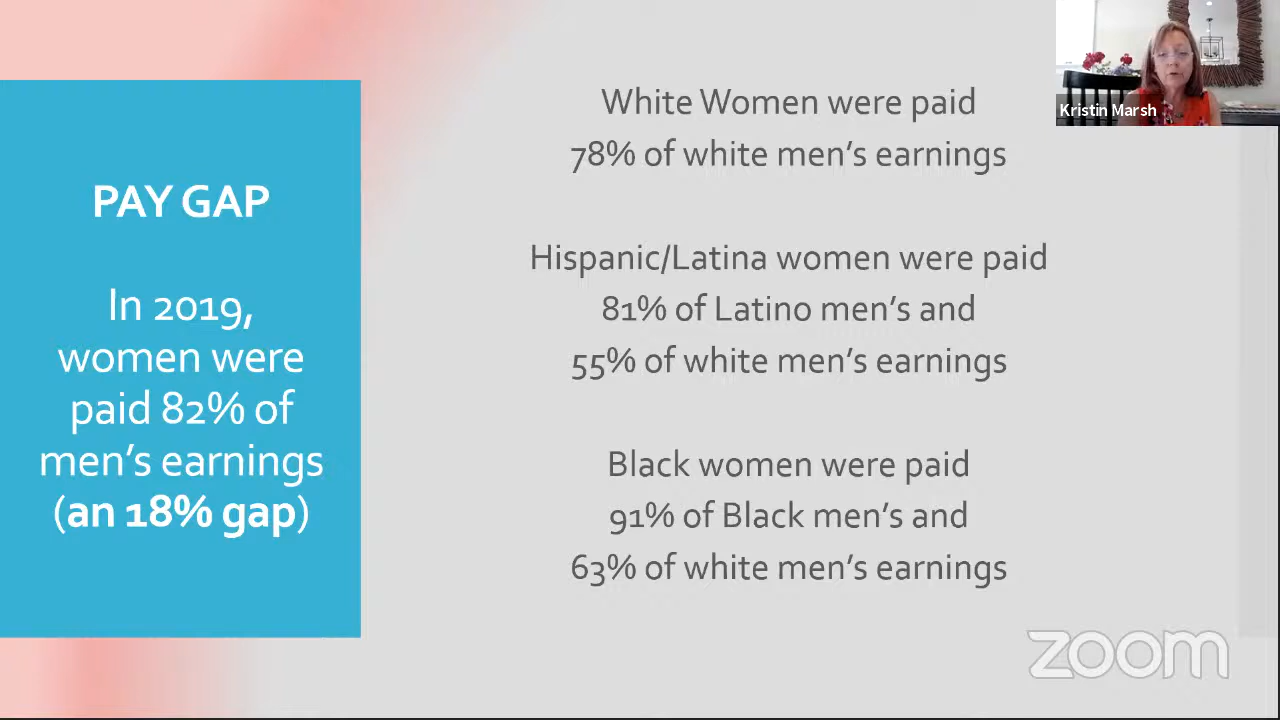 PAY GAP
In 2019,
women were
paid 82% of
men’s earnings
(an 18% gap)
White Women were paid
78% of white men’s earnings
Hispanic/Latina women were paid
81% of Latino men’s and
55% of white men’s earnings
Black women were paid
91% of Black men’s and
63% of white men’s earnings
Kristin Marsh
zoom